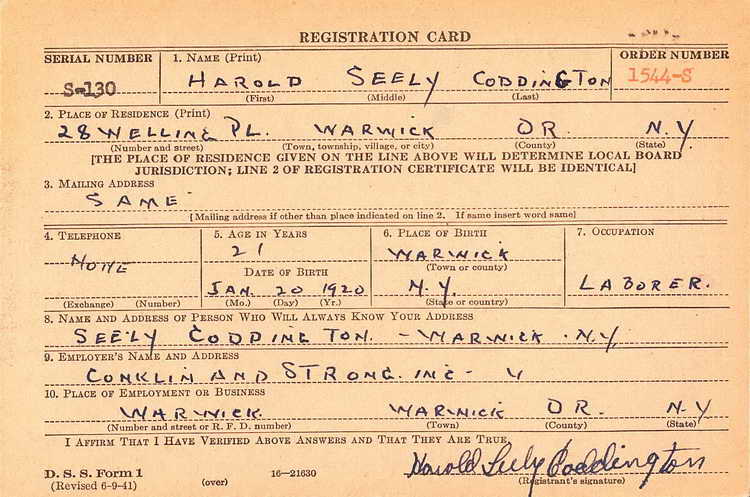 REGISTRATION CARD
SERIAL NUMBER 1. NAME (Print) ORDER NUMBER
S-130 HAROLD SEELY CODDINGTON 1544-S
(First) (Middle) (Last)
2. PLACE OF RESIDENCE (Print)
28 WELLING PL. WARWICK OR. N.Y
(Number and street) (Town, township, village, or city) (County) (State)
[THE PLACE OF RESIDENCE GIVEN ON THE LINE ABOVE WILL DETERMINE LOCAL BOARD
JURISDICTION; LINE 2 OF REGISTRATION CERTIFICATE WILL BE IDENTICAL]
3. MAILING ADDRESS
SAME
[Mailing address if other than place indicated on line 2. If same insert word same]
4. TELEPHONE 5. AGE IN YEARS 6. PLACE OF BIRTH 7. OCCUPATION
NONE 21 WARWICK LABORER.
(Town or county)
DATE OF BIRTH
JAN. 20 1920 N.Y.
(Exchange) (Number) (Mo.) (Day) (Yr.) (State or country)
8. NAME AND ADDRESS OF PERSON WHO WILL ALWAYS KNOW YOUR ADDRESS
SEELY CODDINGTON - WARWICK . N.Y
9. EMPLOYER'S NAME AND ADDRESS
CONKLIN AND STRONG. INC -
10. PLACE OF EMPLOYMENT OR BUSINESS
WARWICK WARWICK OR. N.Y
(Number and street or R. F. D. number) (Town) (County) (State)
I AFFIRM THAT I HAVE VERIFIED ABOVE ANSWERS AND THAT THEY ARE TRUE.
Harold Seely Coddington
D. S. S. Form 1 (Registrant's signature)
(Revised 6-9-41) (over) 16—21630